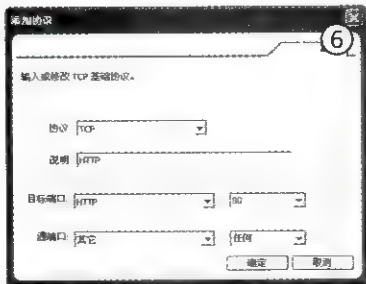 添加协议
⑥
输入或修改 TCP 基础协议。
协议 TCP
说明 HTTP
目标端口: HTTP 80
源端口: 其它 任何
确定 取消